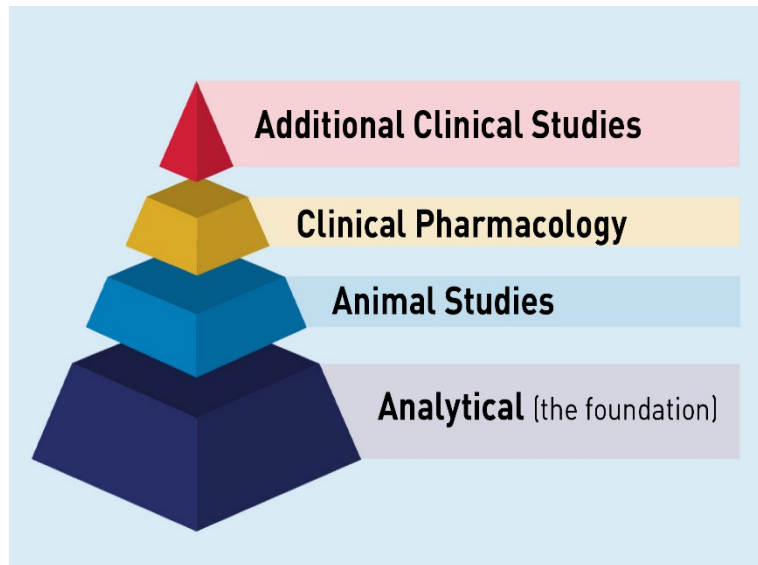 Additional Clinical Studies
Clinical Pharmacology
Animal Studies
Analytical (the foundation)